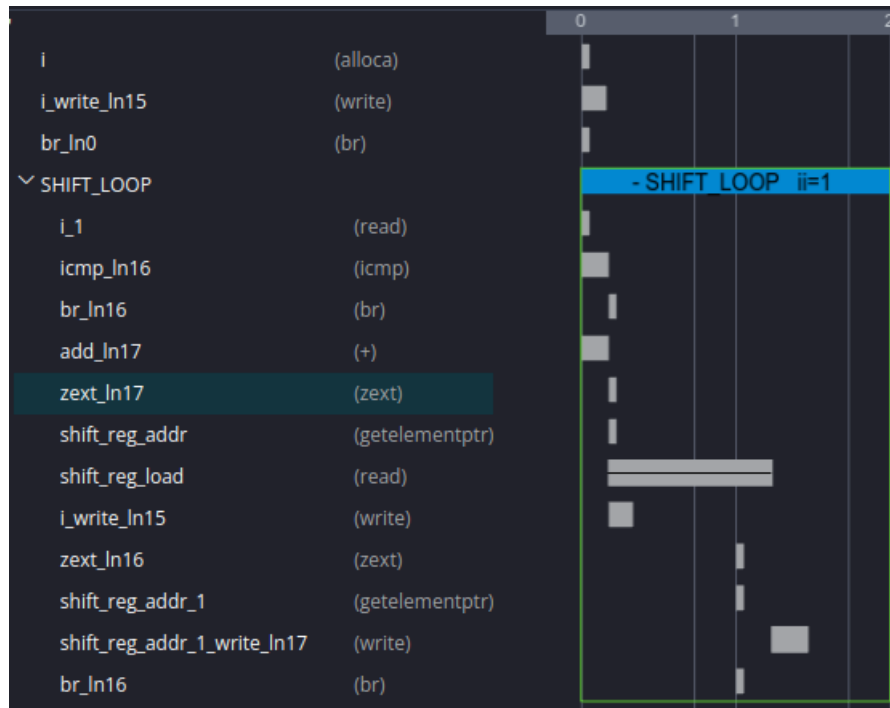 0 1 2
i (alloca)
i_write_ln15 (write)
br_ln0 (br)
SHIFT_LOOP - SHIFT_LOOP ii=1
i_1 (read)
icmp_ln16 (icmp)
br_ln16 (br)
add_ln17 (+)
zext_ln17 (zext)
shift_reg_addr (getelementptr)
shift_reg_load (read)
i_write_ln15 (write)
zext_ln16 (zext)
shift_reg_addr_1 (getelementptr)
shift_reg_addr_1_write_ln17 (write)
br_ln16 (br)